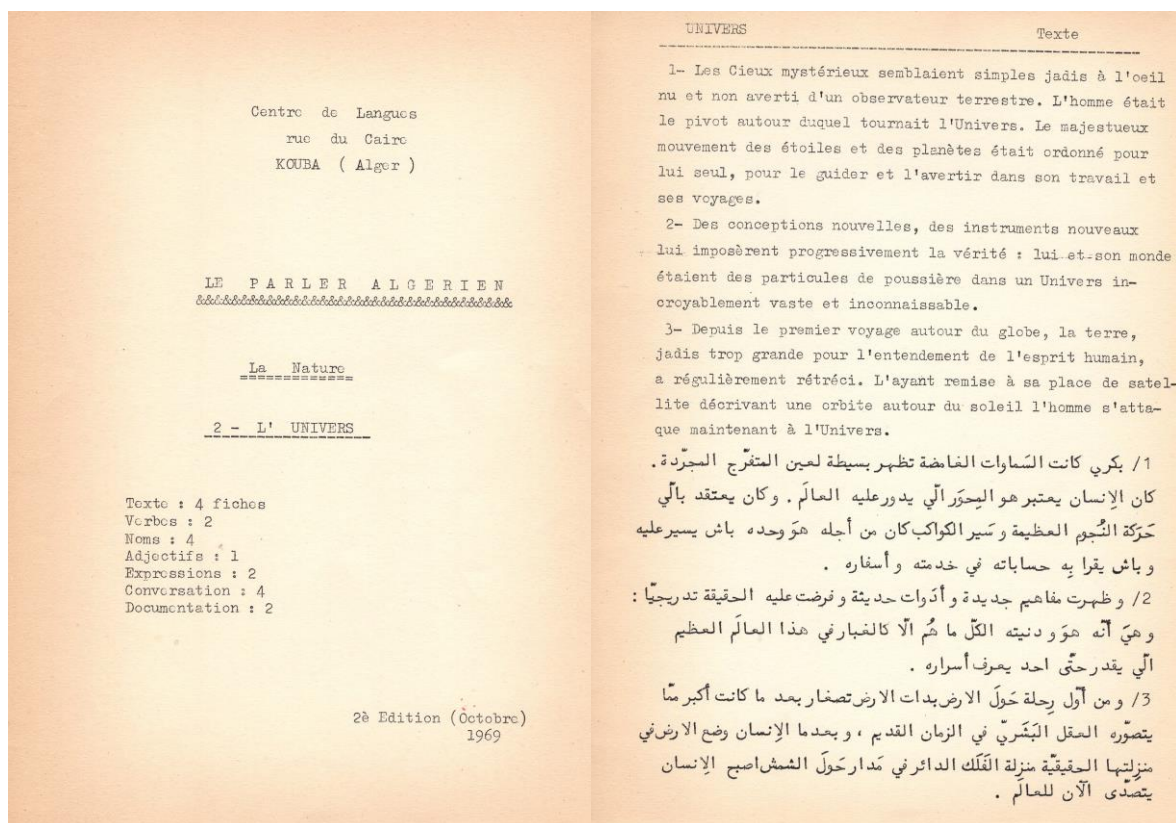 Centre de Langues
rue du Caire
KOUBA ( Alger )
LE PARLER ALGERIEN
&&&&&&&&&&&&&&&&&&&&&&&&&&&&&&&&&&&&&&
La Nature
============
2 - L' UNIVERS
Texte : 4 fiches
Verbes : 2
Noms : 4
Adjectifs : 1
Expressions : 2
Conversation : 4
Documentation : 2
2è Edition (Octobre)
1969
UNIVERS Texte
1- Les Cieux mystérieux semblaient simples jadis à l'oeil
nu et non averti d'un observateur terrestre. L'homme était
le pivot autour duquel tournait l'Univers. Le majestueux
mouvement des étoiles et des planètes était ordonné pour
lui seul, pour le guider et l'avertir dans son travail et
ses voyages.
2- Des conceptions nouvelles, des instruments nouveaux
lui imposèrent progressivement la vérité : lui et son monde
étaient des particules de poussière dans un Univers in-
croyablement vaste et inconnaissable.
3- Depuis le premier voyage autour du globe, la terre,
jadis trop grande pour l'entendement de l'esprit humain,
a régulièrement rétréci. L'ayant remise à sa place de satel-
lite décrivant une orbite autour du soleil l'homme s'atta-
que maintenant à l'Univers.
1/ بكري كانت السَماوات الغامضة تظهر بسيطة لعين المتفرّج المجرّدة .
كان الإنسان يعتبر هو المِحوَر الّي يدور عليه العالَم . وكان يعتقد بالّي
حَرَكة النُجوم العظيمة و سَير الكواكب كان من أجله هوَ وحده باش يسير عليه
و باش يقرا بِه حساباته في خدمته و أسفاره .
2/ و ظهرت مفاهيم جديدة و أدَوات حديثة و فرضت عليه الحقيقة تدريجيّا :
و هيَ أنّه هوَ و دنيته الكلّ ما هُم الّا كالغبار في هذا العالَم العظيم
الّي يقدر حتّى احد يعرف أسراره .
3/ و من أوّل رِحلة حَولَ الارض بدات الارض تصغار بعد ما كانت أكبر ممّا
يتصوّره العقل البَشَريّ في الزمان القديم ، و بعدما الإنسان وضع الارض في
منزِلتها الحقيقيّة منزِلة الفَلَك الدائر في مَدار حَولَ الشمش اصبح الإنسان
يتصدّى الآن للعالَم .